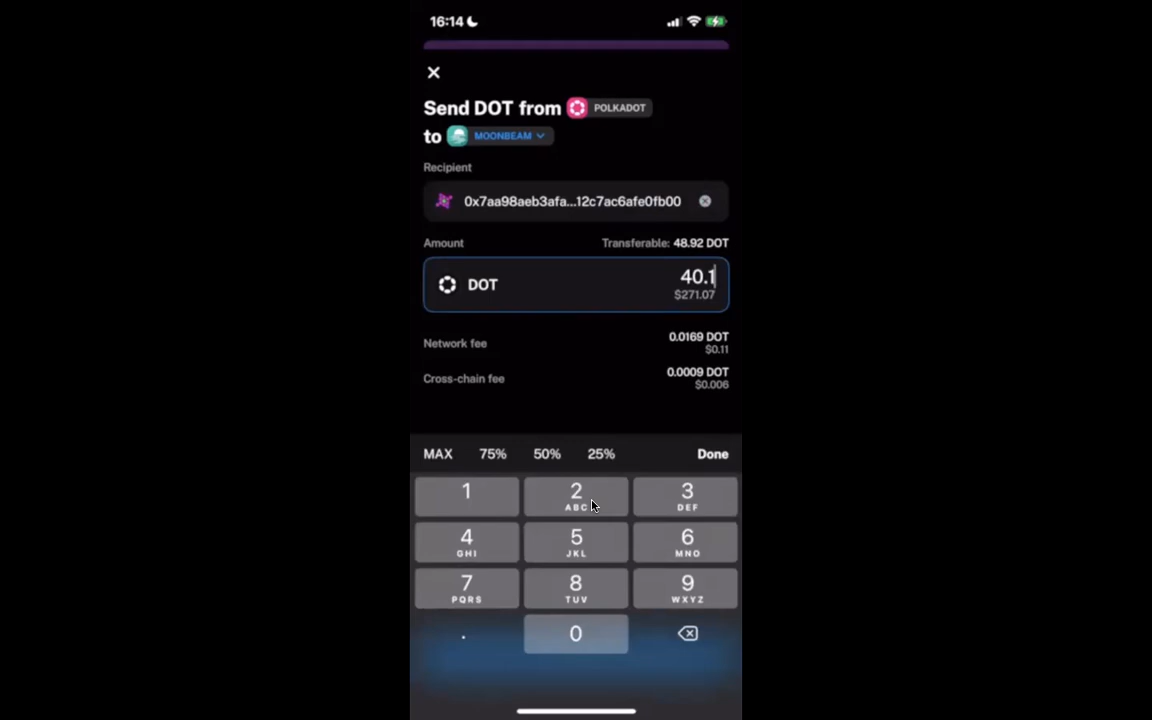 16:14
Send DOT from POLKADOT
to MOONBEAM
Recipient
0x7aa98aeb3afa...12c7ac6afe0fb00
Amount Transferable: 48.92 DOT
DOT 40.1
$271.07
Network fee 0.0169 DOT
$0.11
Cross-chain fee 0.0009 DOT
$0.006
MAX 75% 50% 25% Done
1 2 3
ABC DEF
4 5 6
GHI JKL MNO
7 8 9
PQRS TUV WXYZ
. 0